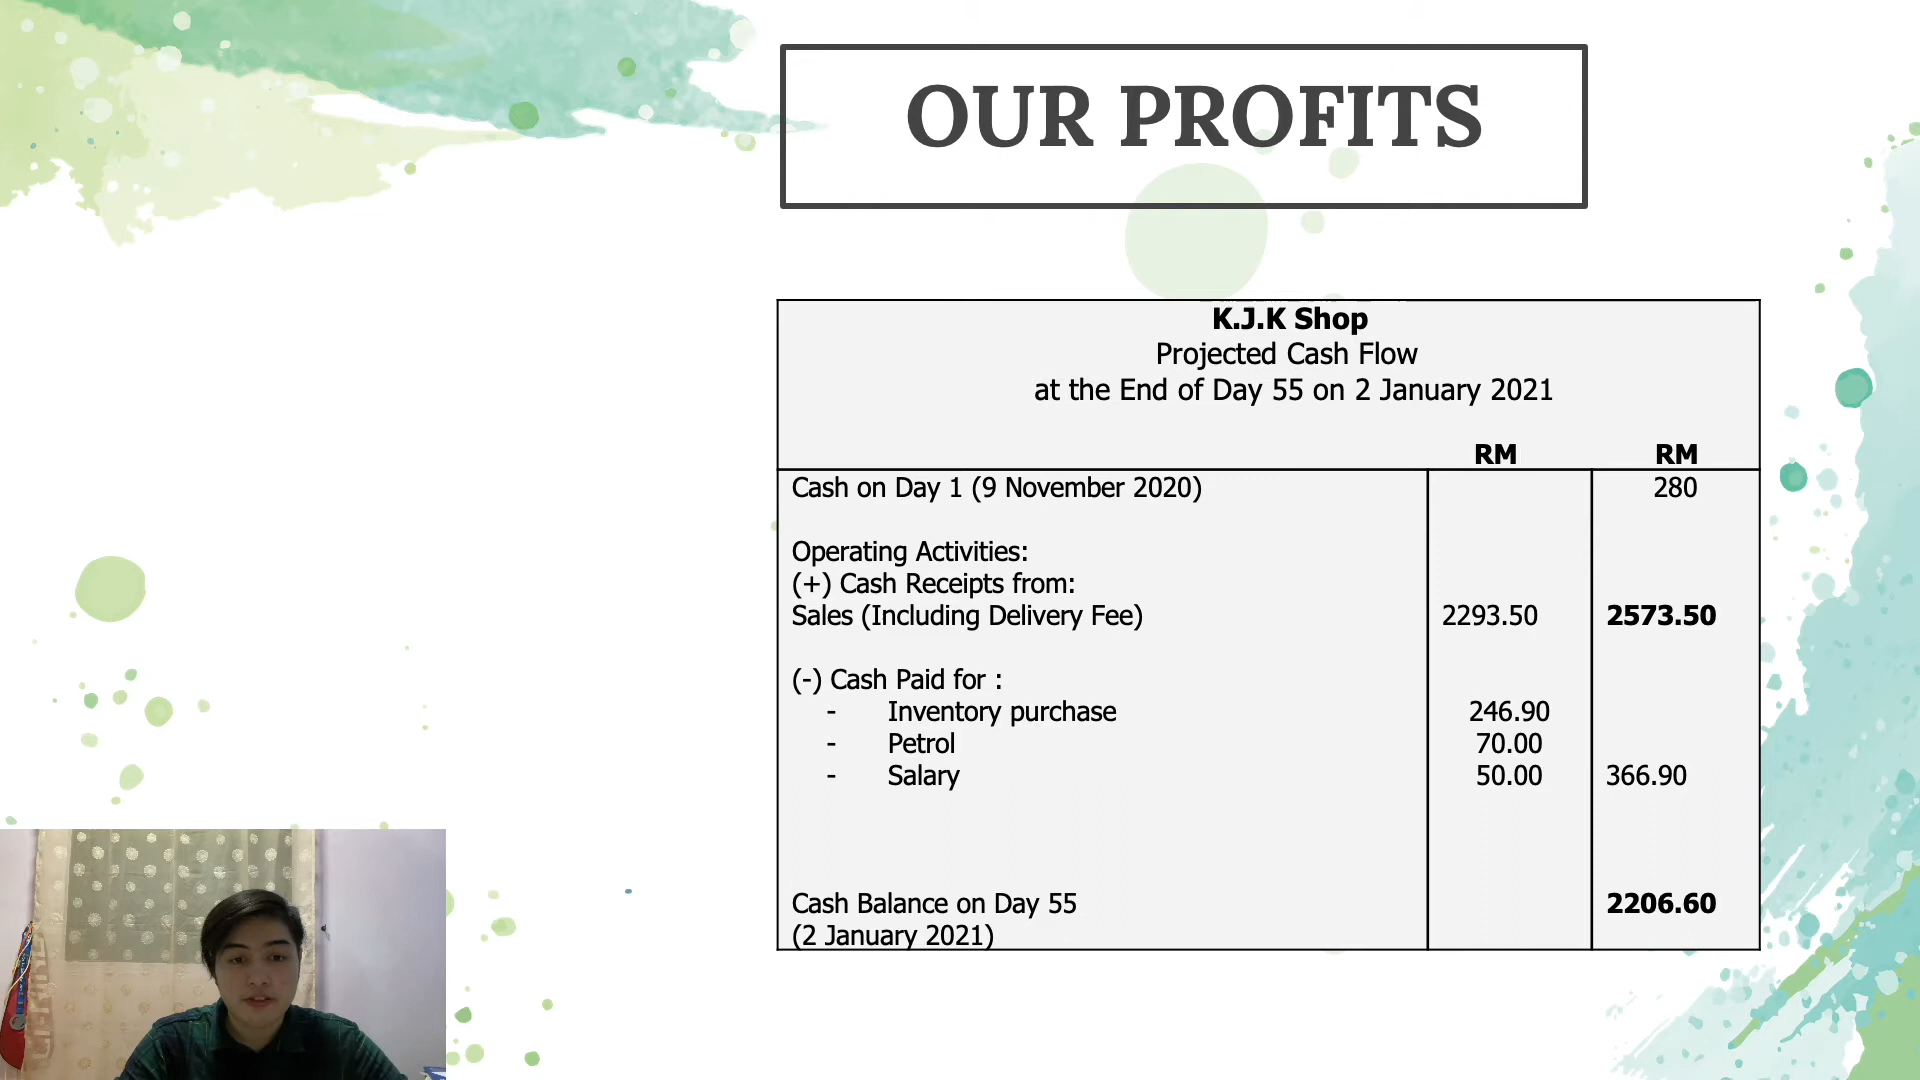 OUR PROFITS
K.J.K Shop
Projected Cash Flow
at the End of Day 55 on 2 January 2021
RM RM
Cash on Day 1 (9 November 2020) 280
Operating Activities:
(+) Cash Receipts from:
Sales (Including Delivery Fee) 2293.50 2573.50
(-) Cash Paid for :
- Inventory purchase 246.90
- Petrol 70.00
- Salary 50.00 366.90
Cash Balance on Day 55 2206.60
(2 January 2021)